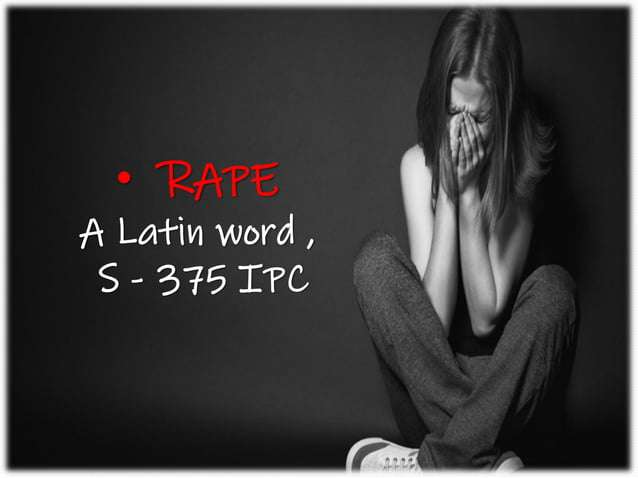 • RAPE
A Latin word ,
S - 375 IPC